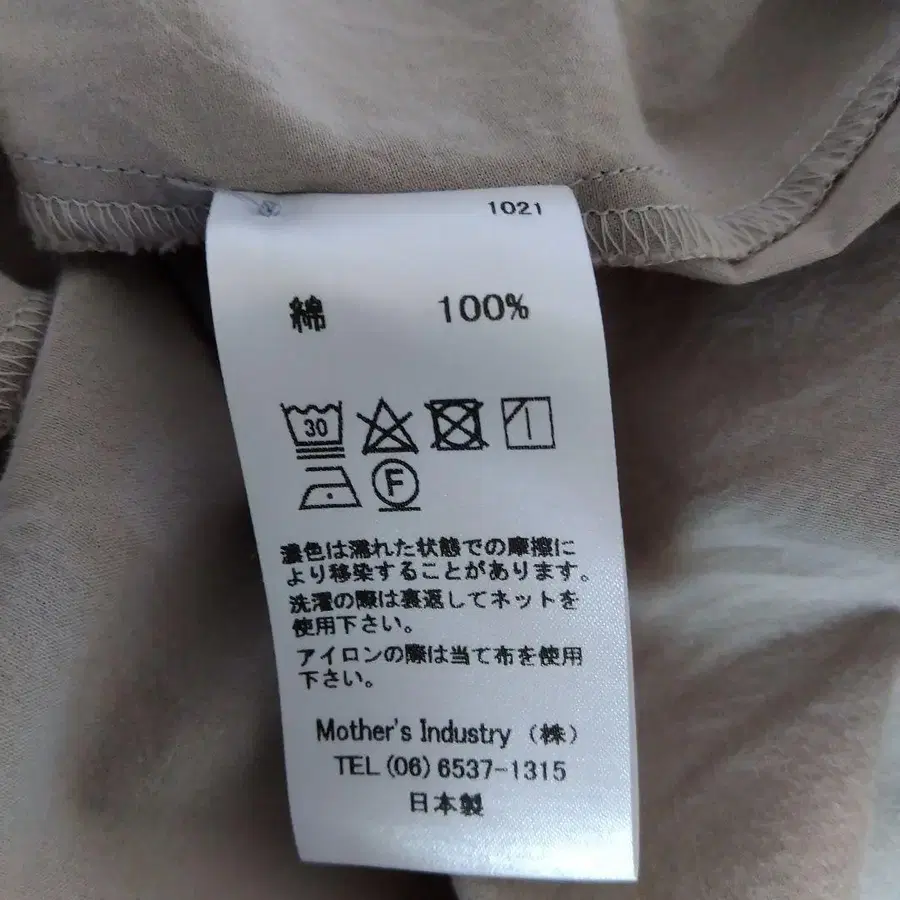 1021
綿 100%
30
F
濃色は濡れた状態での摩擦に
より移染することがあります。
洗濯の際は裏返してネットを
使用下さい。
アイロンの際は当て布を使用
下さい。
Mother's Industry (株)
TEL(06)6537-1315
日本製